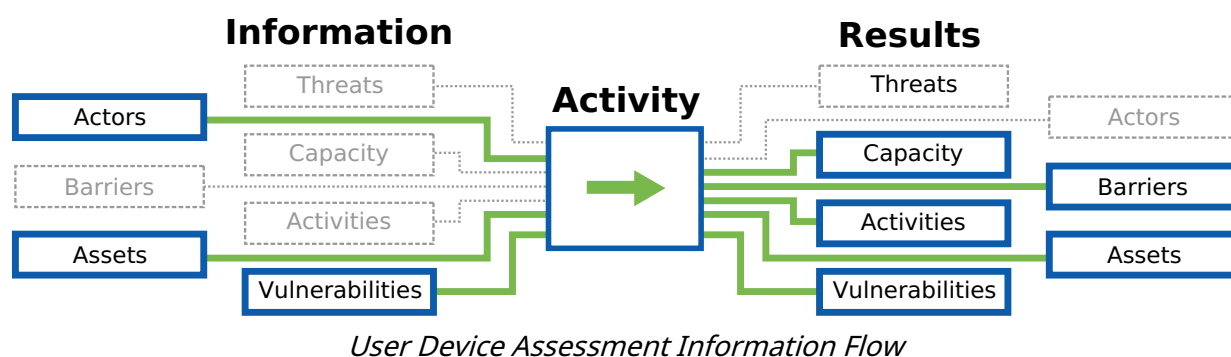 Information
Results
Threats
Threats
Activity
Actors
Actors
Capacity
Capacity
Barriers
Barriers
Activities
Activities
Assets
Assets
Vulnerabilities
Vulnerabilities
User Device Assessment Information Flow